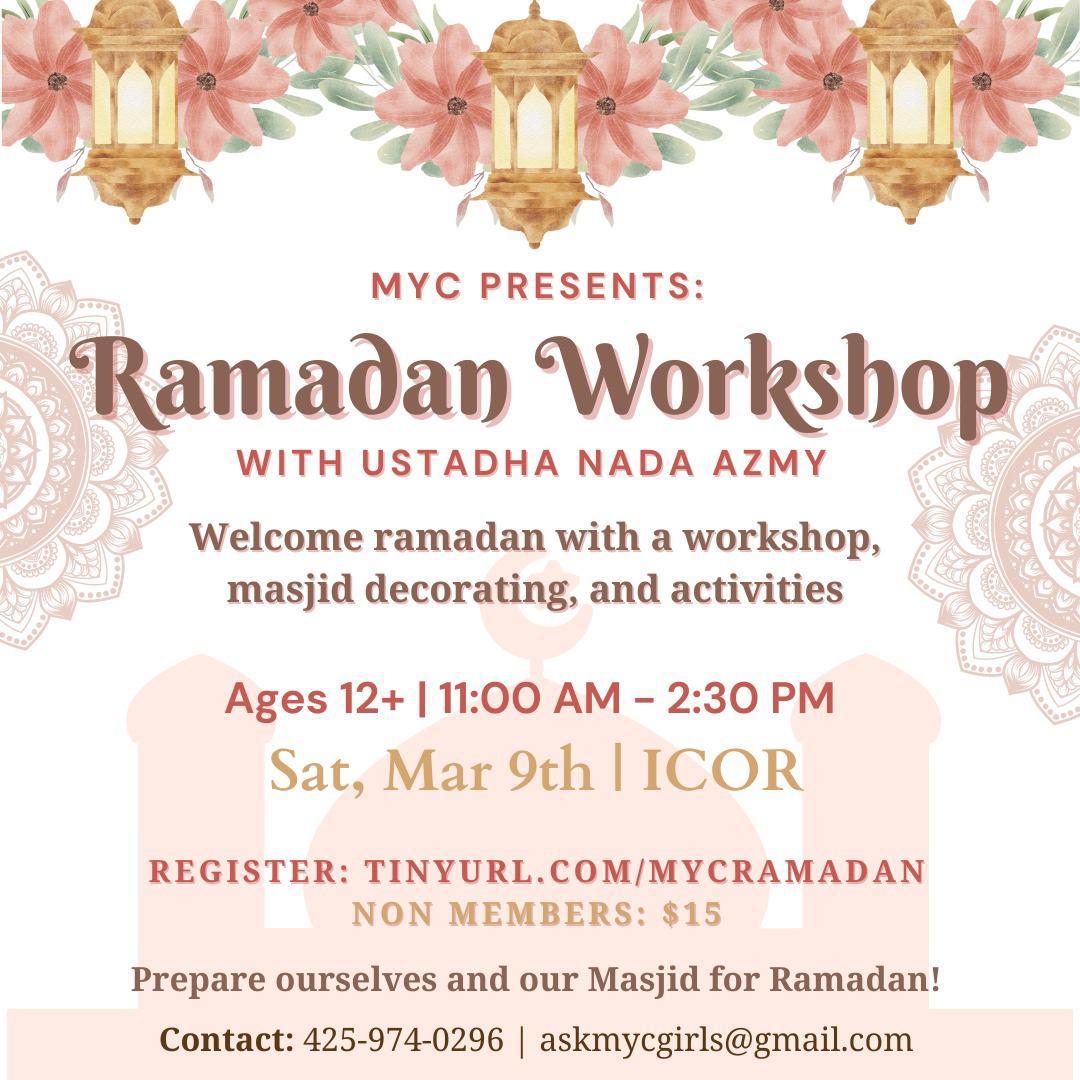 MYC PRESENTS:
Ramadan Workshop
WITH USTADHA NADA AZMY
Welcome ramadan with a workshop,
masjid decorating, and activities
Ages 12+ | 11:00 AM – 2:30 PM
Sat, Mar 9th | ICOR
REGISTER: TINYURL.COM/MYCRAMADAN
NON MEMBERS: $15
Prepare ourselves and our Masjid for Ramadan!
Contact: 425-974-0296 | askmycgirls@gmail.com